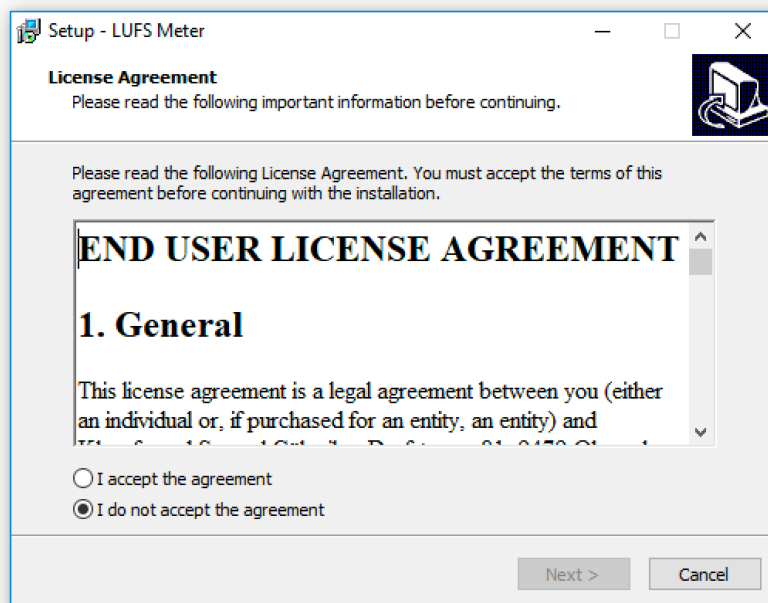 Setup - LUFS Meter
License Agreement
Please read the following important information before continuing.
Please read the following License Agreement. You must accept the terms of this
agreement before continuing with the installation.
END USER LICENSE AGREEMENT
1. General
This license agreement is a legal agreement between you (either
an individual or, if purchased for an entity, an entity) and
I accept the agreement
I do not accept the agreement
Next >
Cancel